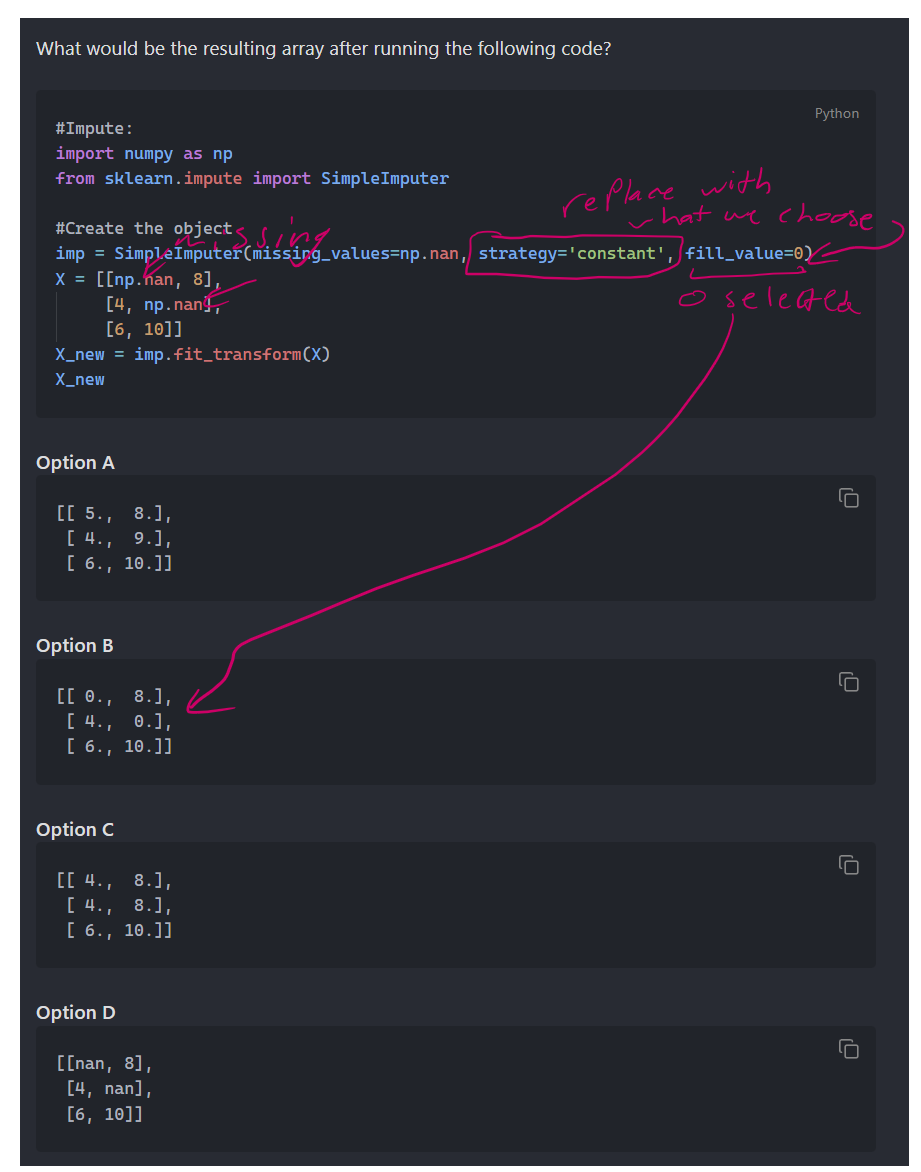 What would be the resulting array after running the following code?
Python
#Impute:
import numpy as np
from sklearn.impute import SimpleImputer
replace with
what we choose
#Create the object
missing
imp = SimpleImputer(missing_values=np.nan, strategy='constant', fill_value=0)
X = [[np.nan, 8],
0 selected
[4, np.nan],
[6, 10]]
X_new = imp.fit_transform(X)
X_new
Option A
[[ 5.,  8.],
[ 4.,  9.],
[ 6., 10.]]
Option B
[[ 0.,  8.],
[ 4.,  0.],
[ 6., 10.]]
Option C
[[ 4.,  8.],
[ 4.,  8.],
[ 6., 10.]]
Option D
[[nan, 8],
[4, nan],
[6, 10]]